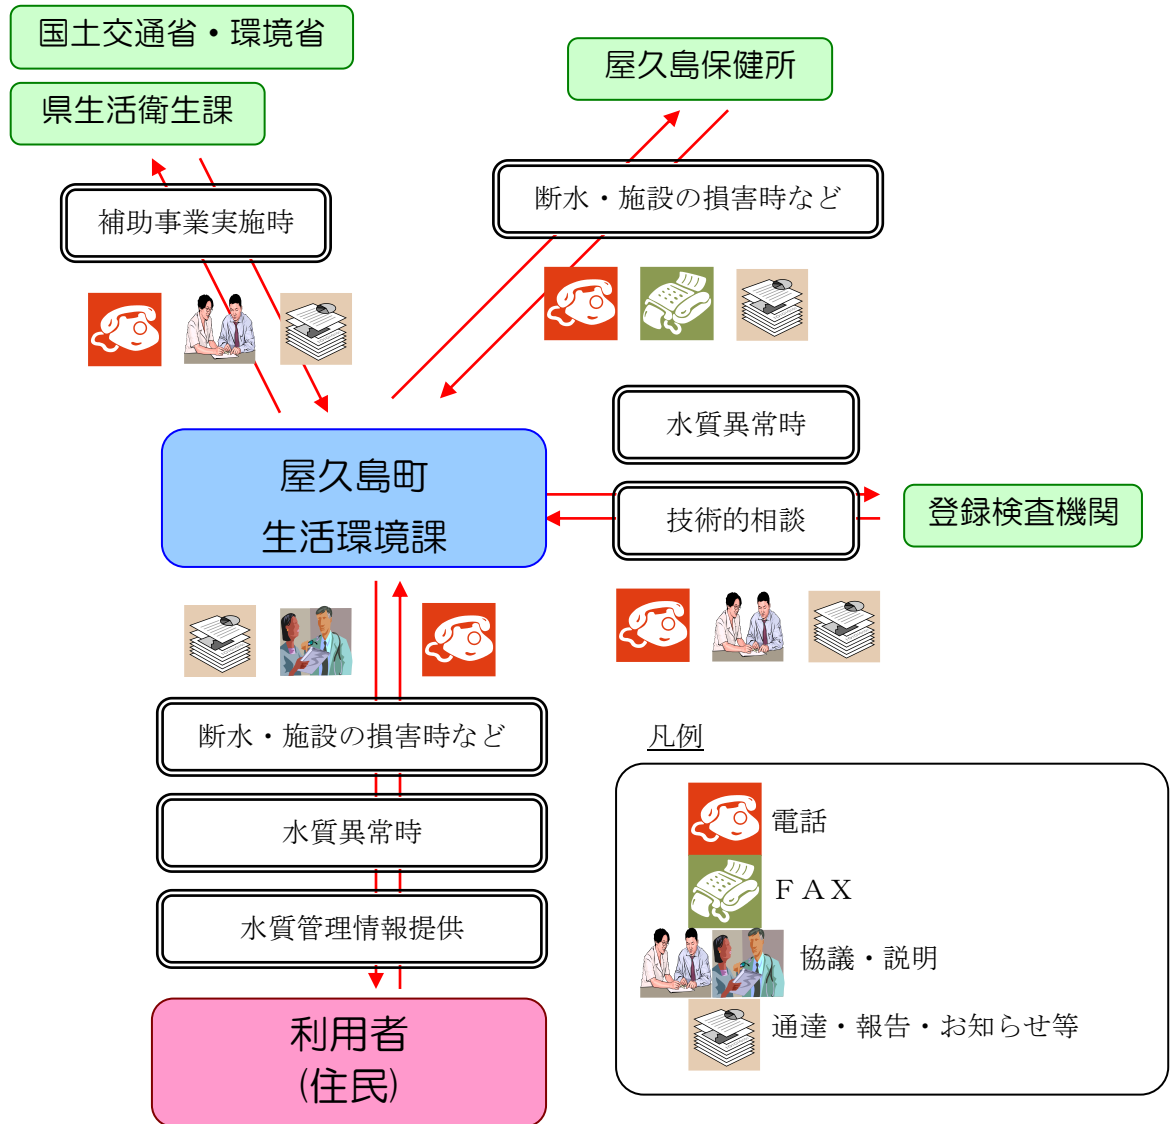 国土交通省・環境省
県生活衛生課
屋久島保健所
補助事業実施時
断水・施設の損害時など
水質異常時
技術的相談
登録検査機関
屋久島町
生活環境課
断水・施設の損害時など
水質異常時
水質管理情報提供
利用者
(住民)
凡例
電話
ＦＡＸ
協議・説明
通達・報告・お知らせ等